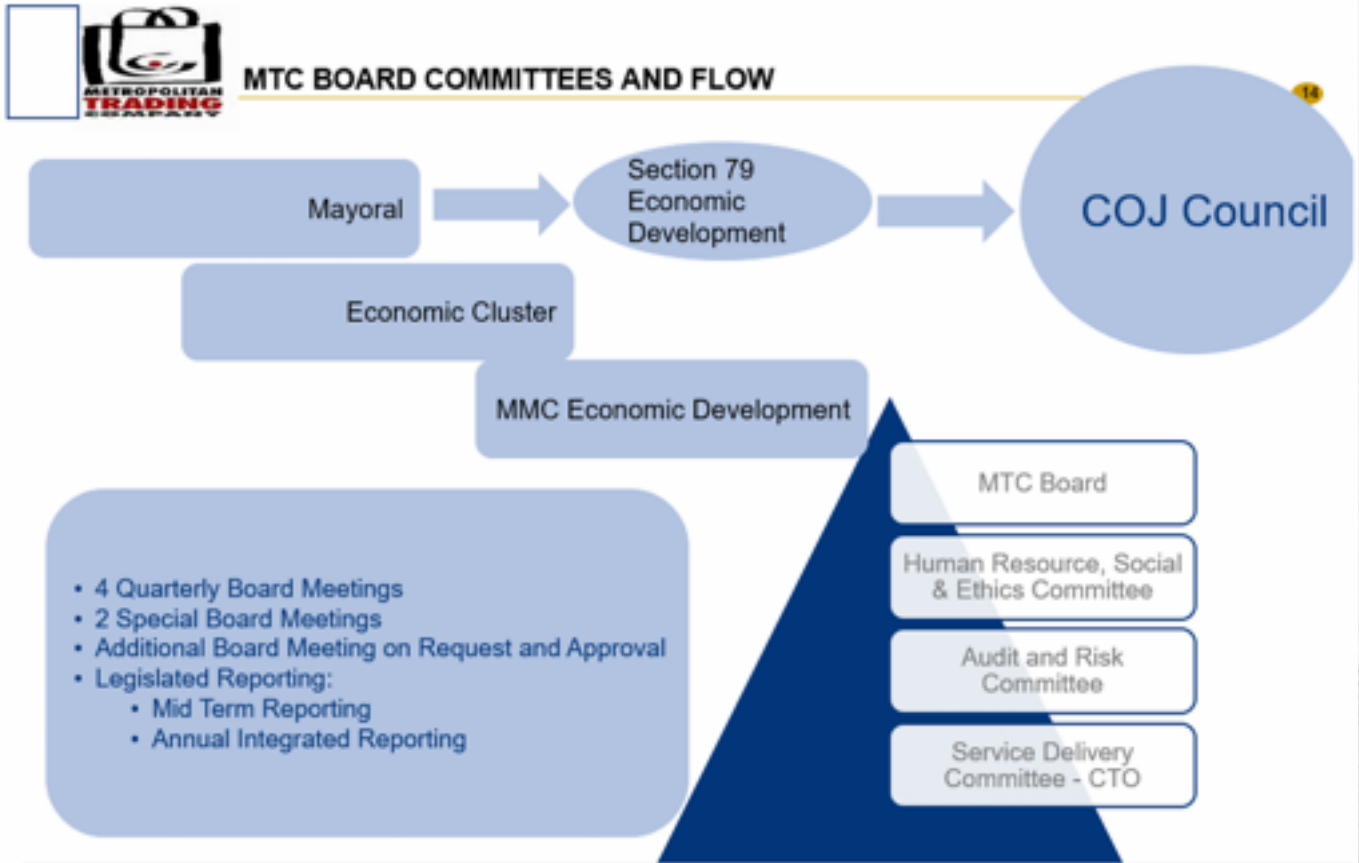 METROPOLITAN
TRADING
COMPANY
MTC BOARD COMMITTEES AND FLOW
14
Mayoral
Section 79
Economic
Development
COJ Council
Economic Cluster
MMC Economic Development
• 4 Quarterly Board Meetings
• 2 Special Board Meetings
• Additional Board Meeting on Request and Approval
• Legislated Reporting:
• Mid Term Reporting
• Annual Integrated Reporting
MTC Board
Human Resource, Social
& Ethics Committee
Audit and Risk
Committee
Service Delivery
Committee - CTO